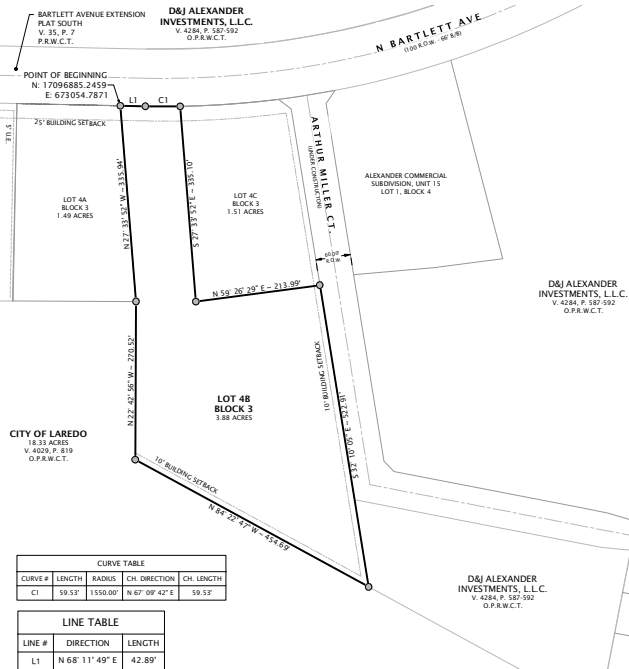 BARTLETT AVENUE EXTENSION
PLAT SOUTH
V. 35, P. 7
P.R.W.C.T.
D&J ALEXANDER
INVESTMENTS, L.L.C.
V. 4284, P. 587-592
O.P.R.W.C.T.
N BARTLETT AVE
(100 R.O.W. - 66' B/B)
POINT OF BEGINNING
N: 17096885.2459
E: 673054.7871
L1
C1
25' BUILDING SETBACK
5' U.E.
N 27° 33' 52" W ~ 335.94'
S 27° 33' 52" E ~ 335.10'
LOT 4A
BLOCK 3
1.49 ACRES
LOT 4C
BLOCK 3
1.51 ACRES
ARTHUR MILLER CT.
(UNDER CONSTRUCTION)
ALEXANDER COMMERCIAL
SUBDIVISION, UNIT 15
LOT 1, BLOCK 4
60.00'
R.O.W.
N 59° 26' 29" E ~ 213.99'
D&J ALEXANDER
INVESTMENTS, L.L.C.
V. 4284, P. 587-592
O.P.R.W.C.T.
N 22° 42' 56" W ~ 270.52'
10' BUILDING SETBACK
S 32° 10' 05" E ~ 522.91'
LOT 4B
BLOCK 3
3.88 ACRES
CITY OF LAREDO
18.33 ACRES
V. 4029, P. 819
O.P.R.W.C.T.
10' BUILDING SETBACK
N 84° 22' 47" W ~ 454.69'
CURVE TABLE
CURVE # LENGTH RADIUS CH. DIRECTION CH. LENGTH
C1 59.53' 1550.00' N 67° 09' 42" E 59.53'
D&J ALEXANDER
INVESTMENTS, L.L.C.
V. 4284, P. 587-592
O.P.R.W.C.T.
LINE TABLE
LINE # DIRECTION LENGTH
L1 N 68° 11' 49" E 42.89'